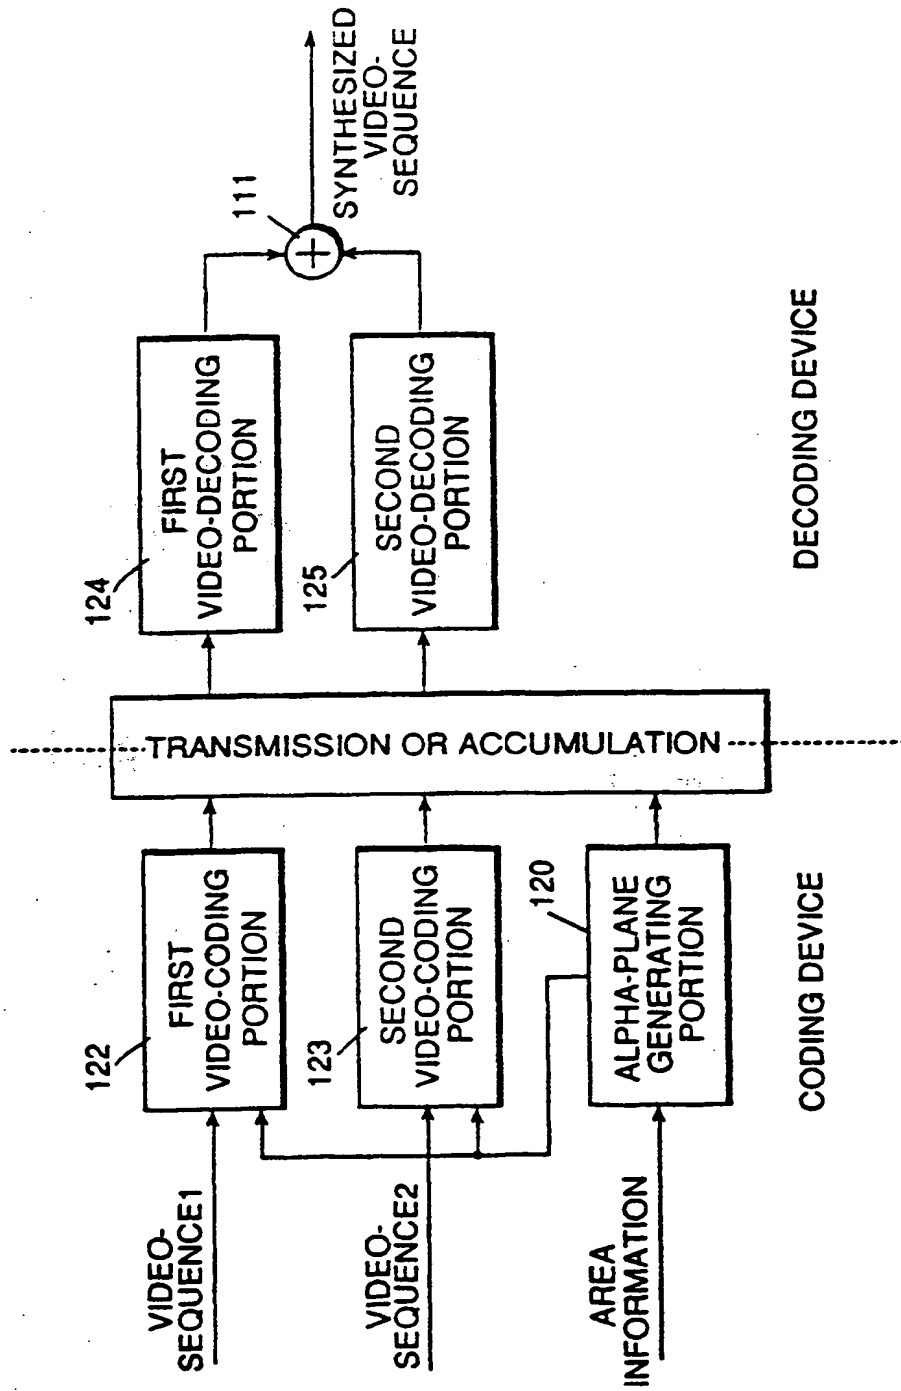 VIDEO-
SEQUENCE1
122
FIRST
VIDEO-CODING
PORTION
124
FIRST
VIDEO-DECODING
PORTION
111
SYNTHESIZED
VIDEO-
SEQUENCE
VIDEO-
SEQUENCE2
123
SECOND
VIDEO-CODING
PORTION
TRANSMISSION OR ACCUMULATION
125
SECOND
VIDEO-DECODING
PORTION
AREA
INFORMATION
120
ALPHA-PLANE
GENERATING
PORTION
CODING DEVICE
DECODING DEVICE